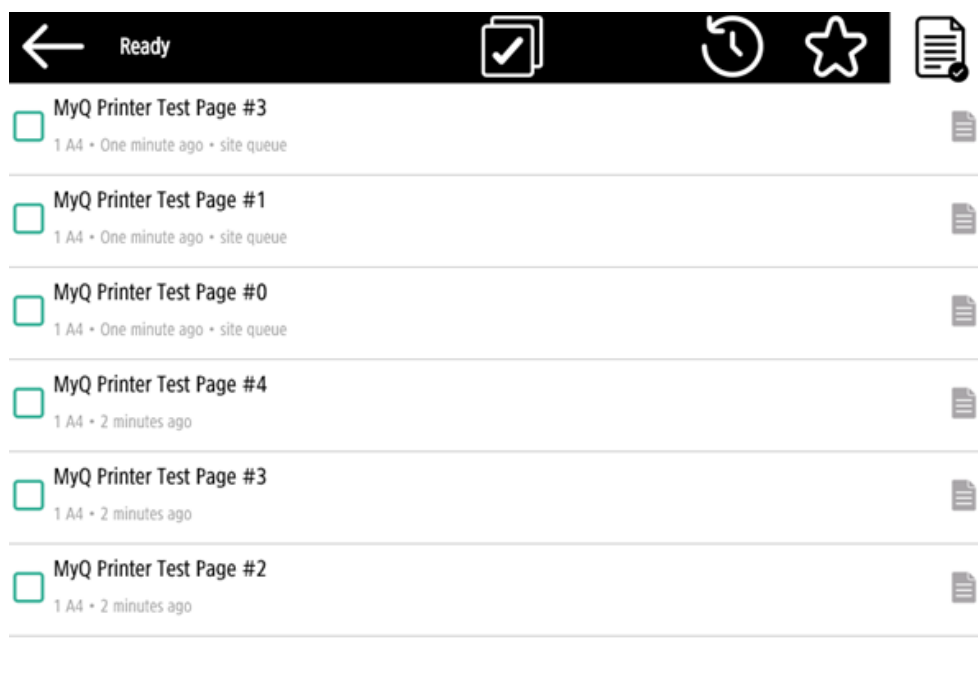 Ready
MyQ Printer Test Page #3
1 A4 • One minute ago • site queue
MyQ Printer Test Page #1
1 A4 • One minute ago • site queue
MyQ Printer Test Page #0
1 A4 • One minute ago • site queue
MyQ Printer Test Page #4
1 A4 • 2 minutes ago
MyQ Printer Test Page #3
1 A4 • 2 minutes ago
MyQ Printer Test Page #2
1 A4 • 2 minutes ago